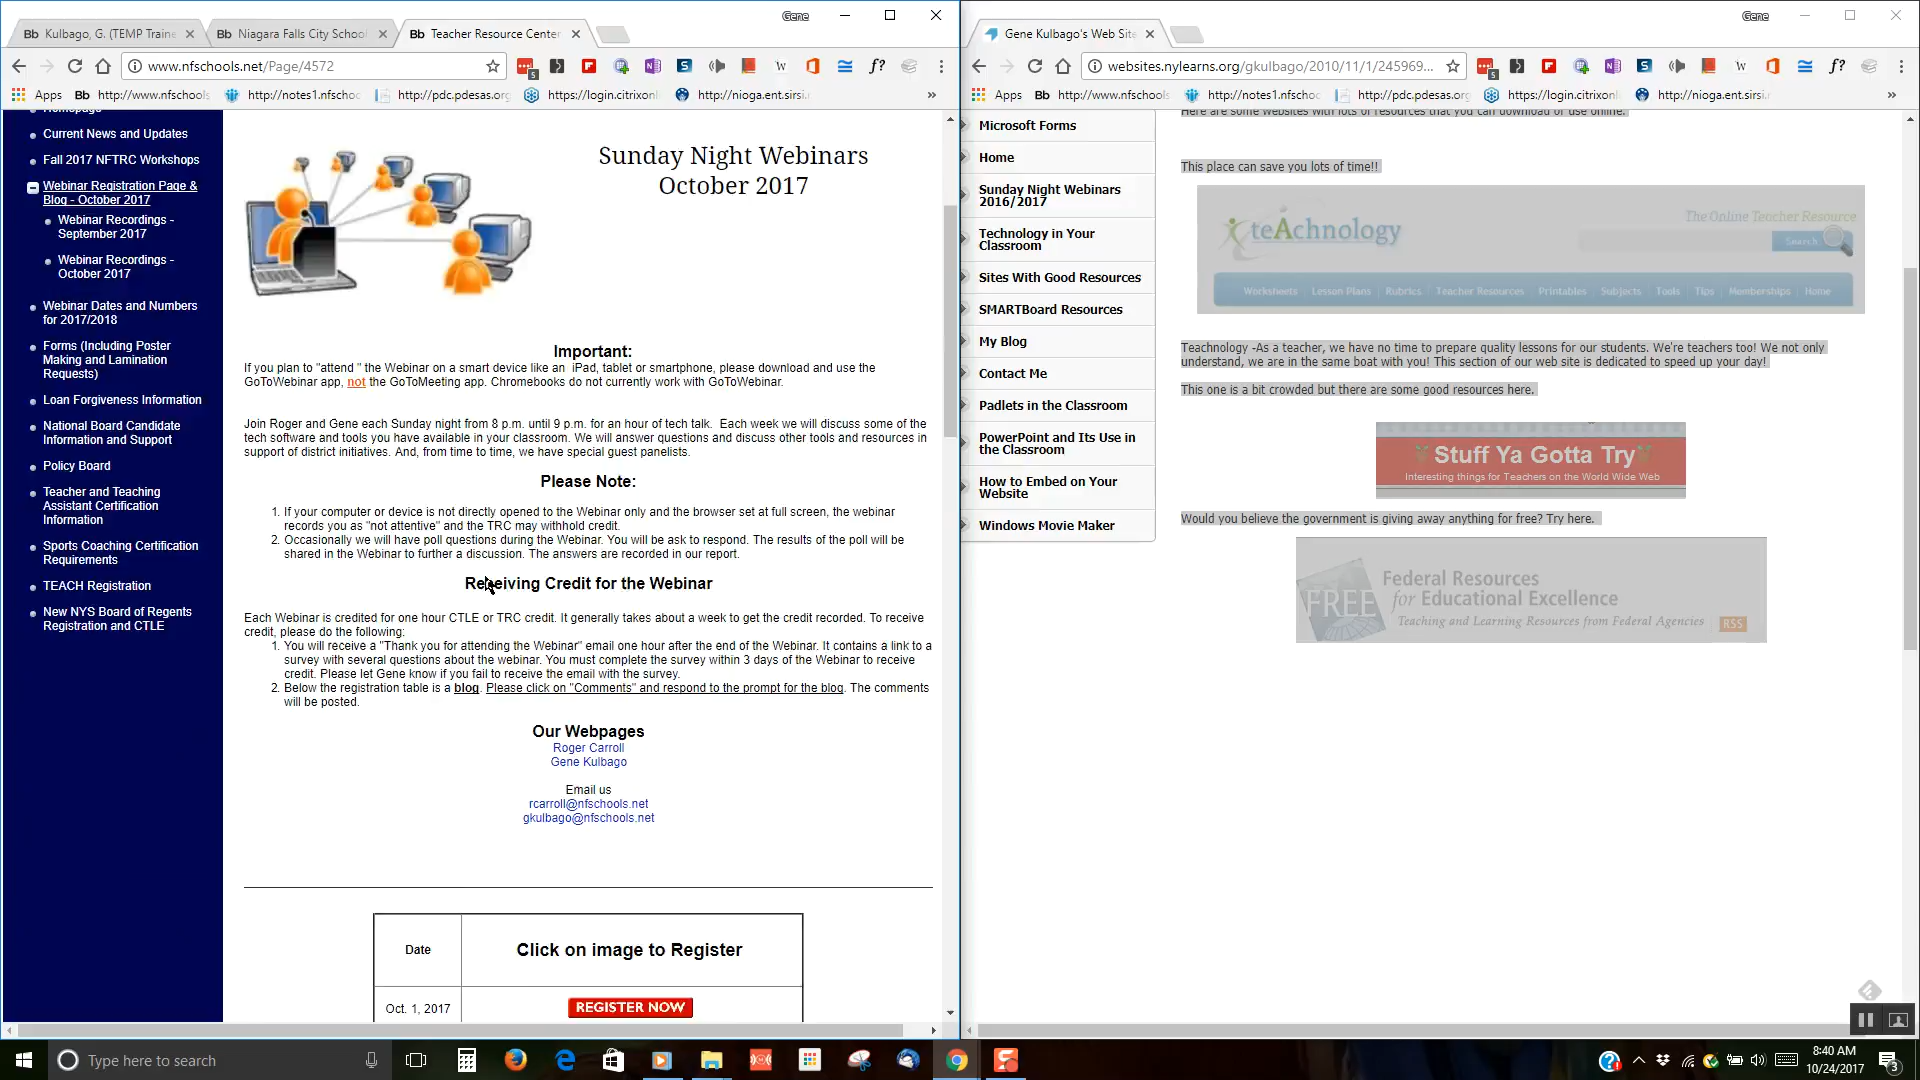 Gene
Bb Kulbago, G. (TEMP Traine
Bb Niagara Falls City School
Bb Teacher Resource Center
www.nfschools.net/Page/4572
Apps
Bb http://www.nfschools
http://notes1.nfschoo
http://pdc.pdesas.org
https://login.citrixonl
http://nioga.ent.sirsi.
»
Homepage
Current News and Updates
Fall 2017 NFTRC Workshops
Webinar Registration Page &
Blog - October 2017
Webinar Recordings -
September 2017
Webinar Recordings -
October 2017
Webinar Dates and Numbers
for 2017/2018
Forms (Including Poster
Making and Lamination
Requests)
Loan Forgiveness Information
National Board Candidate
Information and Support
Policy Board
Teacher and Teaching
Assistant Certification
Information
Sports Coaching Certification
Requirements
TEACH Registration
New NYS Board of Regents
Registration and CTLE
Sunday Night Webinars
October 2017
Important:
If you plan to "attend " the Webinar on a smart device like an  iPad, tablet or smartphone, please download and use the
GoToWebinar app, not the GoToMeeting app. Chromebooks do not currently work with GoToWebinar.
Join Roger and Gene each Sunday night from 8 p.m. until 9 p.m. for an hour of tech talk.  Each week we will discuss some of the
tech software and tools you have available in your classroom. We will answer questions and discuss other tools and resources in
support of district initiatives. And, from time to time, we have special guest panelists.
Please Note:
1. If your computer or device is not directly opened to the Webinar only and the browser set at full screen, the webinar
records you as "not attentive" and the TRC may withhold credit.
2. Occasionally we will have poll questions during the Webinar. You will be ask to respond. The results of the poll will be
shared in the Webinar to further a discussion. The answers are recorded in our report.
Receiving Credit for the Webinar
Each Webinar is credited for one hour CTLE or TRC credit. It generally takes about a week to get the credit recorded. To receive
credit, please do the following:
1. You will receive a "Thank you for attending the Webinar" email one hour after the end of the Webinar. It contains a link to a
survey with several questions about the webinar. You must complete the survey within 3 days of the Webinar to receive
credit. Please let Gene know if you fail to receive the email with the survey.
2. Below the registration table is a blog. Please click on "Comments" and respond to the prompt for the blog. The comments
will be posted.
Our Webpages
Roger Carroll
Gene Kulbago
Email us
rcarroll@nfschools.net
gkulbago@nfschools.net
Date
Click on image to Register
Oct. 1, 2017
REGISTER NOW
Gene
Gene Kulbago's Web Site
websites.nylearns.org/gkulbago/2010/11/1/245969...
Apps
Bb http://www.nfschools
http://notes1.nfschoo
http://pdc.pdesas.org
https://login.citrixonl
http://nioga.ent.sirsi.
»
Microsoft Forms
Home
Sunday Night Webinars
2016/2017
Technology in Your
Classroom
Sites With Good Resources
SMARTBoard Resources
My Blog
Contact Me
Padlets in the Classroom
PowerPoint and Its Use in
the Classroom
How to Embed on Your
Website
Windows Movie Maker
Here are some websites with lots of resources that you can download or use online.
This place can save you lots of time!!
The Online Teacher Resource
teAchnology
Search
Worksheets Lesson Plans Rubrics Teacher Resources Printables Subjects Tools Tips Memberships Home
Teachnology -As a teacher, we have no time to prepare quality lessons for our students. We're teachers too! We not only
understand, we are in the same boat with you! This section of our web site is dedicated to speed up your day!
This one is a bit crowded but there are some good resources here.
Stuff Ya Gotta Try
Interesting things for Teachers on the World Wide Web
Would you believe the government is giving away anything for free? Try here.
FREE
Federal Resources
for Educational Excellence
Teaching and Learning Resources from Federal Agencies
RSS
Type here to search
8:40 AM
10/24/2017
3